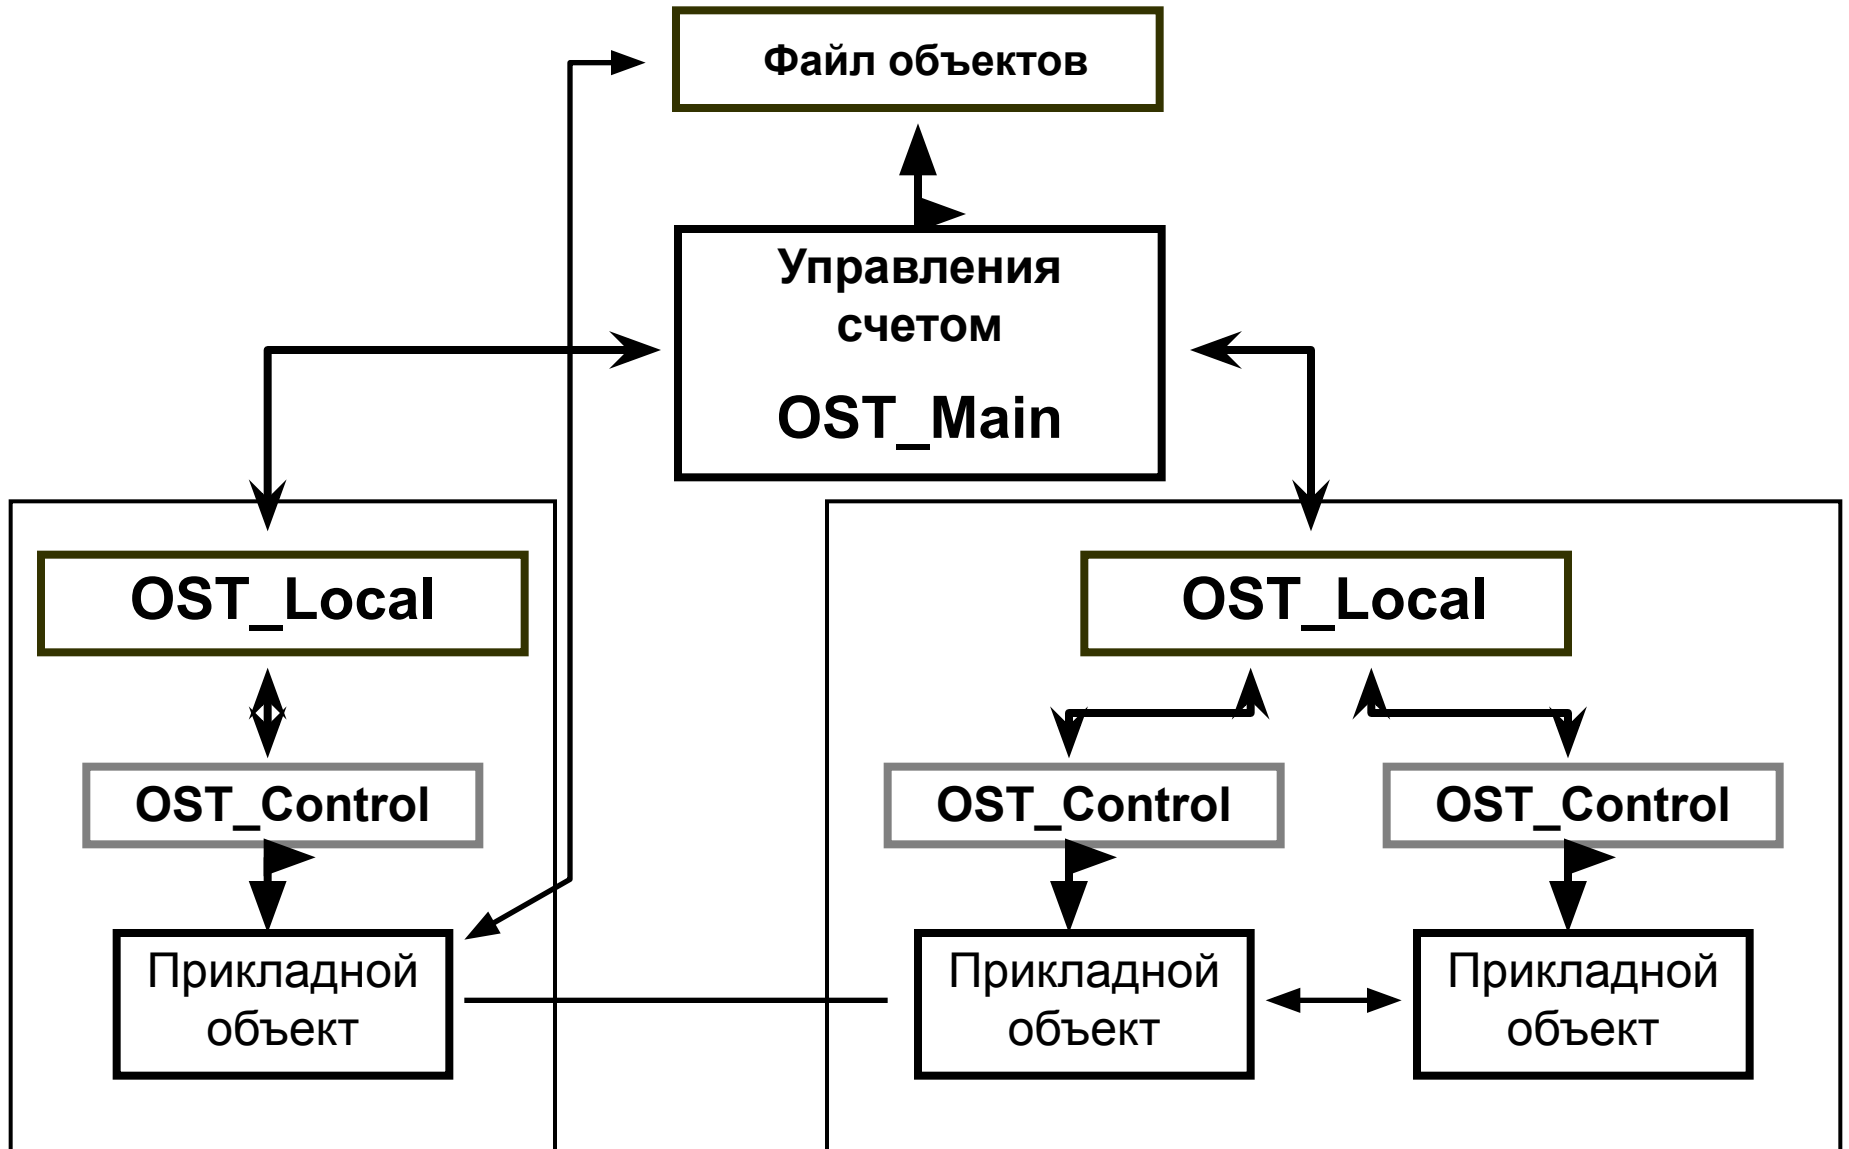 Файл объектов
Управления
счетом
OST_Main
OST_Local
OST_Local
OST_Control
OST_Control
OST_Control
Прикладной
объект
Прикладной
объект
Прикладной
объект